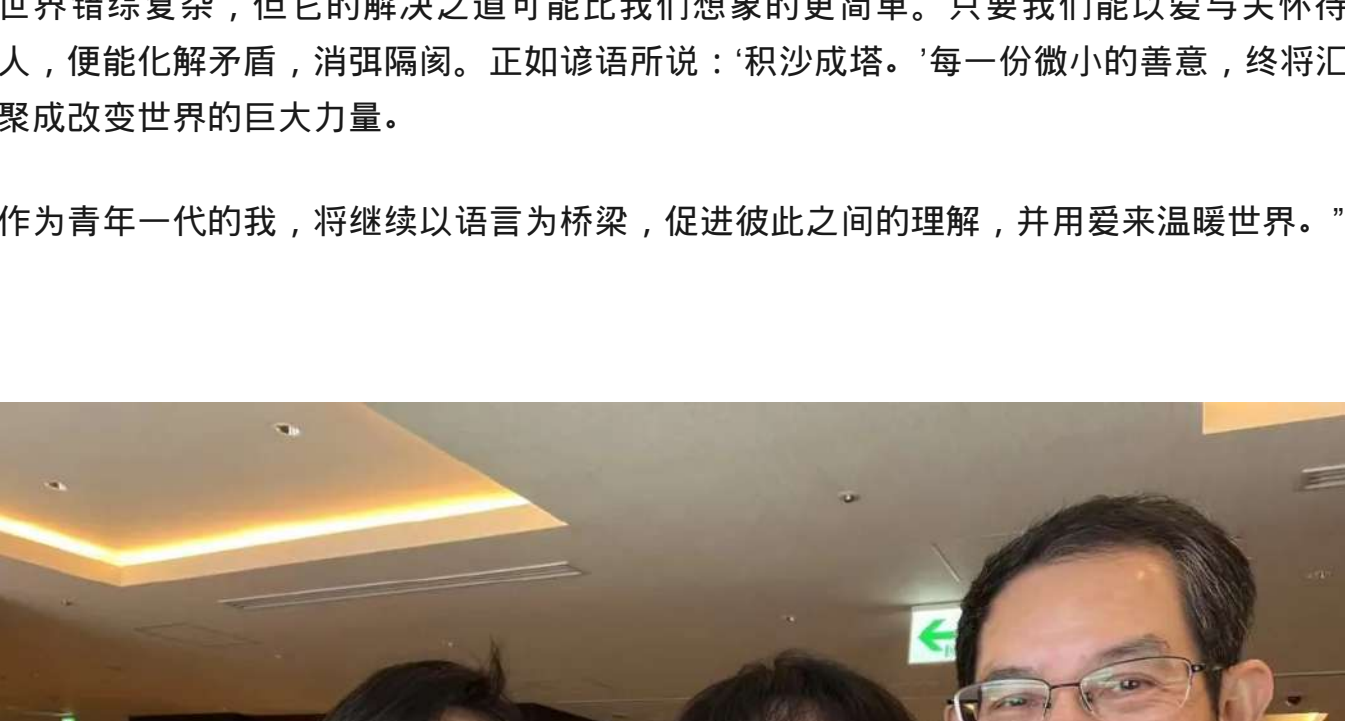 世界错综复杂，但它的解决之道可能比我们想象的更简单。只要我们能以爱与关怀待
人，便能化解矛盾，消弭隔阂。正如谚语所说：‘积沙成塔。’每一份微小的善意，终将汇
聚成改变世界的巨大力量。
作为青年一代的我，将继续以语言为桥梁，促进彼此之间的理解，并用爱来温暖世界。”